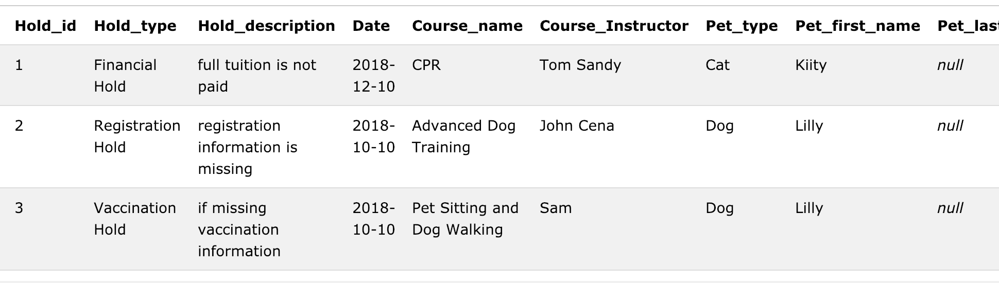 Hold_id Hold_type Hold_description Date Course_name Course_Instructor Pet_type Pet_first_name Pet_last
1 Financial full tuition is not 2018- CPR Tom Sandy Cat Kiity null
Hold paid 12-10
2 Registration registration 2018- Advanced Dog John Cena Dog Lilly null
Hold information is 10-10 Training
missing
3 Vaccination if missing 2018- Pet Sitting and Sam Dog Lilly null
Hold vaccination 10-10 Dog Walking
information